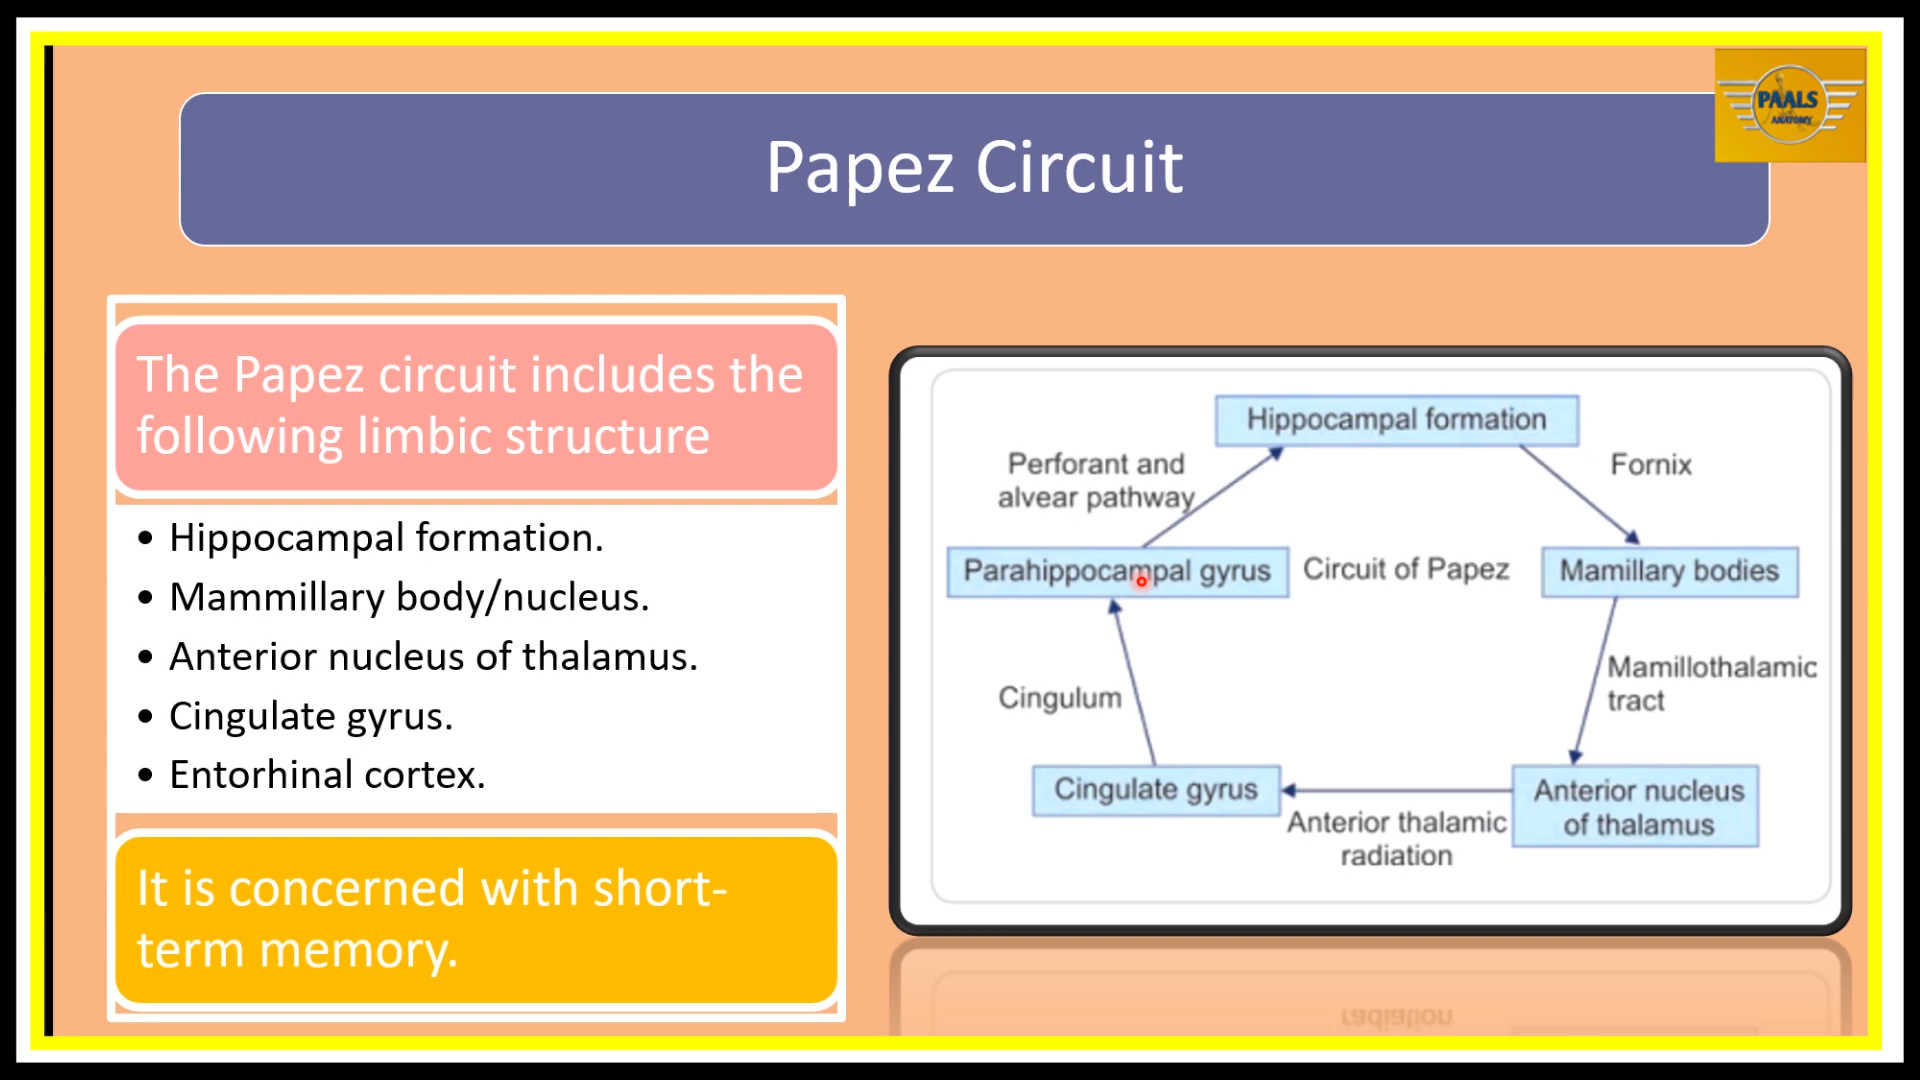 PAALS
ANATOMY
Papez Circuit
The Papez circuit includes the
following limbic structure
• Hippocampal formation.
• Mammillary body/nucleus.
• Anterior nucleus of thalamus.
• Cingulate gyrus.
• Entorhinal cortex.
It is concerned with short-
term memory.
Hippocampal formation
Perforant and
alvear pathway
Fornix
Parahippocampal gyrus
Circuit of Papez
Mamillary bodies
Cingulum
Mamillothalamic
tract
Cingulate gyrus
Anterior thalamic
radiation
Anterior nucleus
of thalamus
radiation